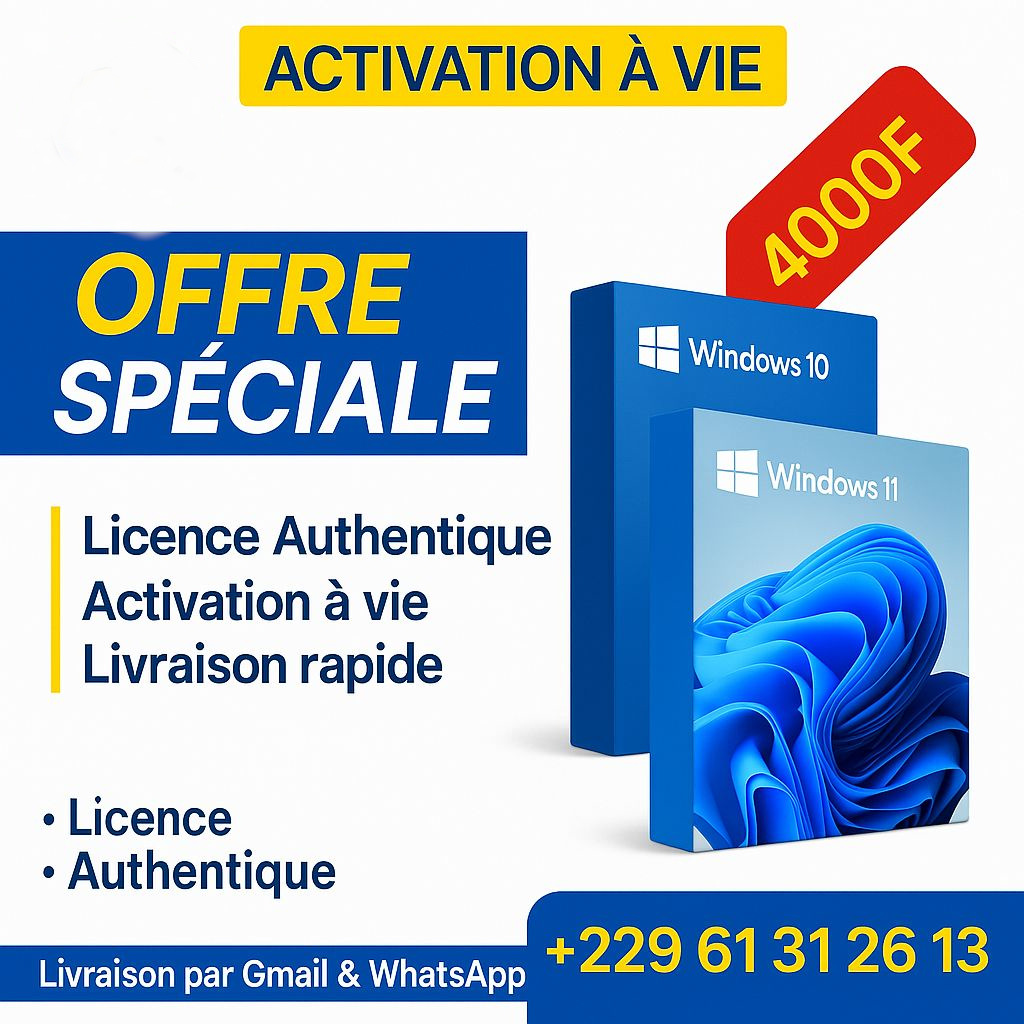 ACTIVATION À VIE
4000F
OFFRE
SPÉCIALE
Windows 10
Windows 11
Licence Authentique
Activation à vie
Livraison rapide
• Licence
• Authentique
Livraison par Gmail & WhatsApp
+229 61 31 26 13